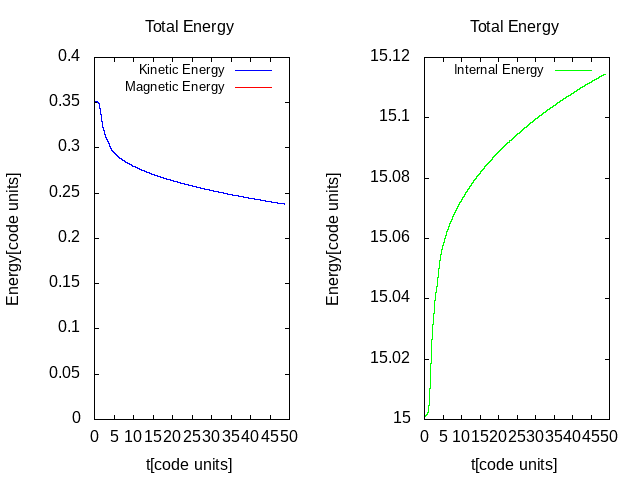 Total Energy
Kinetic Energy
Magnetic Energy
0.4
0.35
0.3
0.25
0.2
0.15
0.1
0.05
0
0 5 10 15 20 25 30 35 40 45 50
Energy[code units]
t[code units]
Total Energy
Internal Energy
15.12
15.1
15.08
15.06
15.04
15.02
15
0 5 10 15 20 25 30 35 40 45 50
Energy[code units]
t[code units]